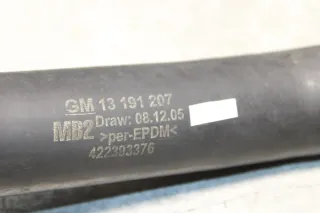 GM 13 191 207
MB2 Draw: 08.12.05
>per-EPDM<
422393376